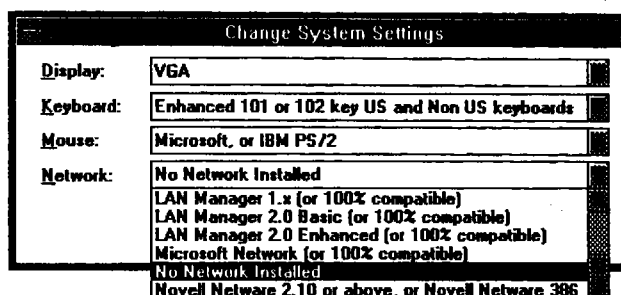 Change System Settings
Display: VGA
Keyboard: Enhanced 101 or 102 key US and Non US keyboards
Mouse: Microsoft, or IBM PS/2
Network: No Network Installed
LAN Manager 1.x (or 100% compatible)
LAN Manager 2.0 Basic (or 100% compatible)
LAN Manager 2.0 Enhanced (or 100% compatible)
Microsoft Network (or 100% compatible)
No Network Installed
Novell Netware 2.10 or above, or Novell Netware 386